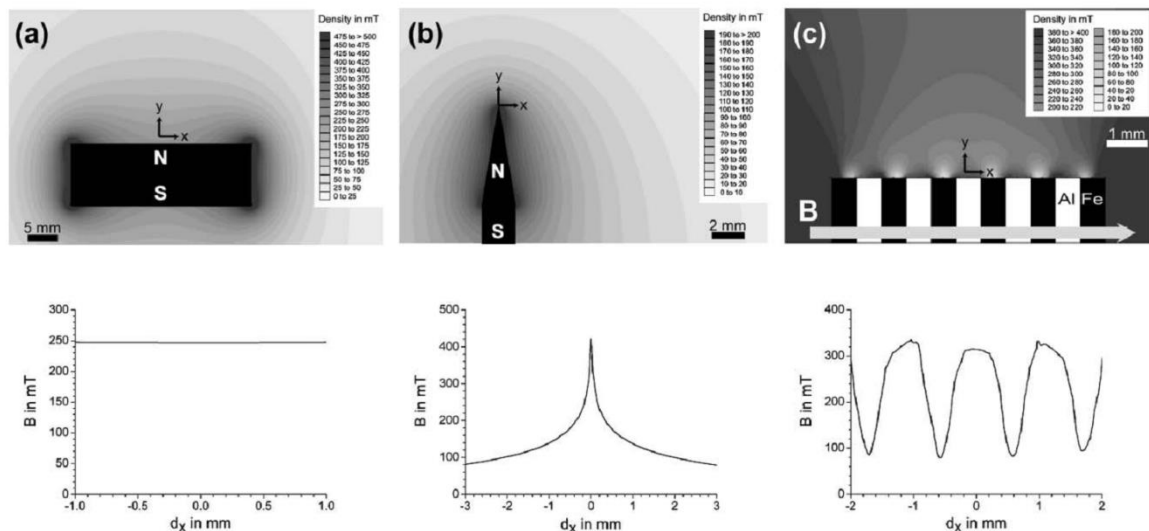 (a)
Density in mT
475 to > 500
450 to 475
425 to 450
400 to 425
375 to 400
350 to 375
325 to 350
300 to 325
275 to 300
250 to 275
225 to 250
200 to 225
175 to 200
150 to 175
125 to 150
100 to 125
75 to 100
50 to 75
25 to 50
0 to 25
y
x
N
S
5 mm
(b)
Density in mT
190 to > 200
180 to 190
170 to 180
160 to 170
150 to 160
140 to 150
130 to 140
120 to 130
110 to 120
100 to 110
90 to 100
80 to 90
70 to 80
60 to 70
50 to 60
40 to 50
30 to 40
20 to 30
10 to 20
0 to 10
y
x
N
S
2 mm
(c)
Density in mT
380 to > 400
360 to 380
340 to 360
320 to 340
300 to 320
280 to 300
260 to 280
240 to 260
220 to 240
200 to 220
180 to 200
160 to 180
140 to 160
120 to 140
100 to 120
80 to 100
60 to 80
40 to 60
20 to 40
0 to 20
1 mm
y
x
Al Fe
B
B in mT
300
250
200
150
100
50
0
-1.0 -0.5 0.0 0.5 1.0
dx in mm
B in mT
500
400
300
200
100
0
-3 -2 -1 0 1 2 3
dx in mm
B in mT
400
300
200
100
400
-2 -1 0 1 2
dx in mm